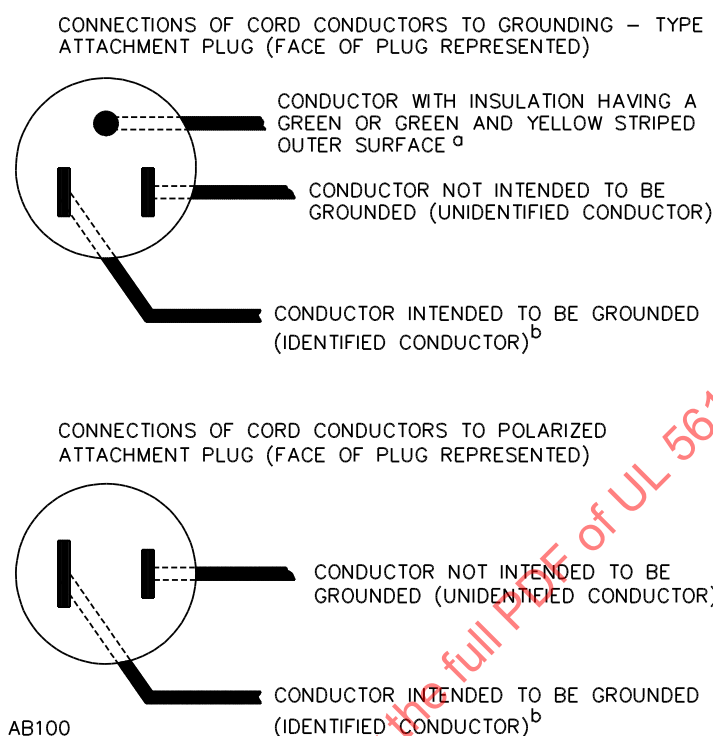 CONNECTIONS OF CORD CONDUCTORS TO GROUNDING – TYPE
ATTACHMENT PLUG (FACE OF PLUG REPRESENTED)
CONDUCTOR WITH INSULATION HAVING A
GREEN OR GREEN AND YELLOW STRIPED
OUTER SURFACE a
CONDUCTOR NOT INTENDED TO BE
GROUNDED (UNIDENTIFIED CONDUCTOR)
CONDUCTOR INTENDED TO BE GROUNDED
(IDENTIFIED CONDUCTOR) b
CONNECTIONS OF CORD CONDUCTORS TO POLARIZED
ATTACHMENT PLUG (FACE OF PLUG REPRESENTED)
CONDUCTOR NOT INTENDED TO BE
GROUNDED (UNIDENTIFIED CONDUCTOR)
CONDUCTOR INTENDED TO BE GROUNDED
(IDENTIFIED CONDUCTOR) b
AB100
the full PDF of UL 561